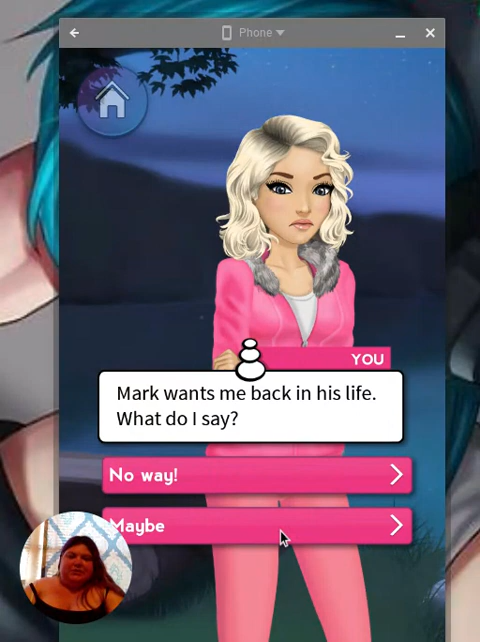 Phone
YOU
Mark wants me back in his life.
What do I say?
No way!
Maybe